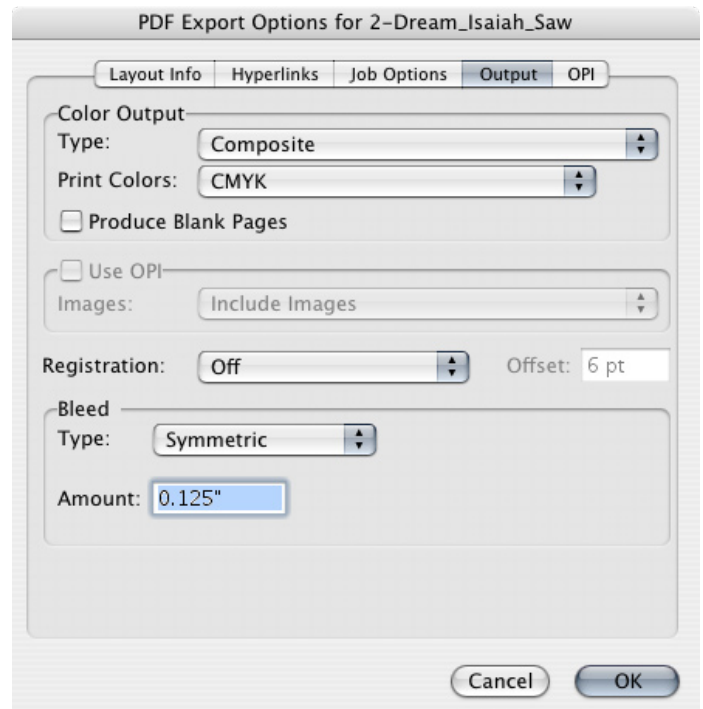 PDF Export Options for 2-Dream_Isaiah_Saw
Layout Info Hyperlinks Job Options Output OPI
Color Output
Type: Composite
Print Colors: CMYK
Produce Blank Pages
Use OPI
Images: Include Images
Registration: Off Offset: 6 pt
Bleed
Type: Symmetric
Amount: 0.125"
Cancel OK